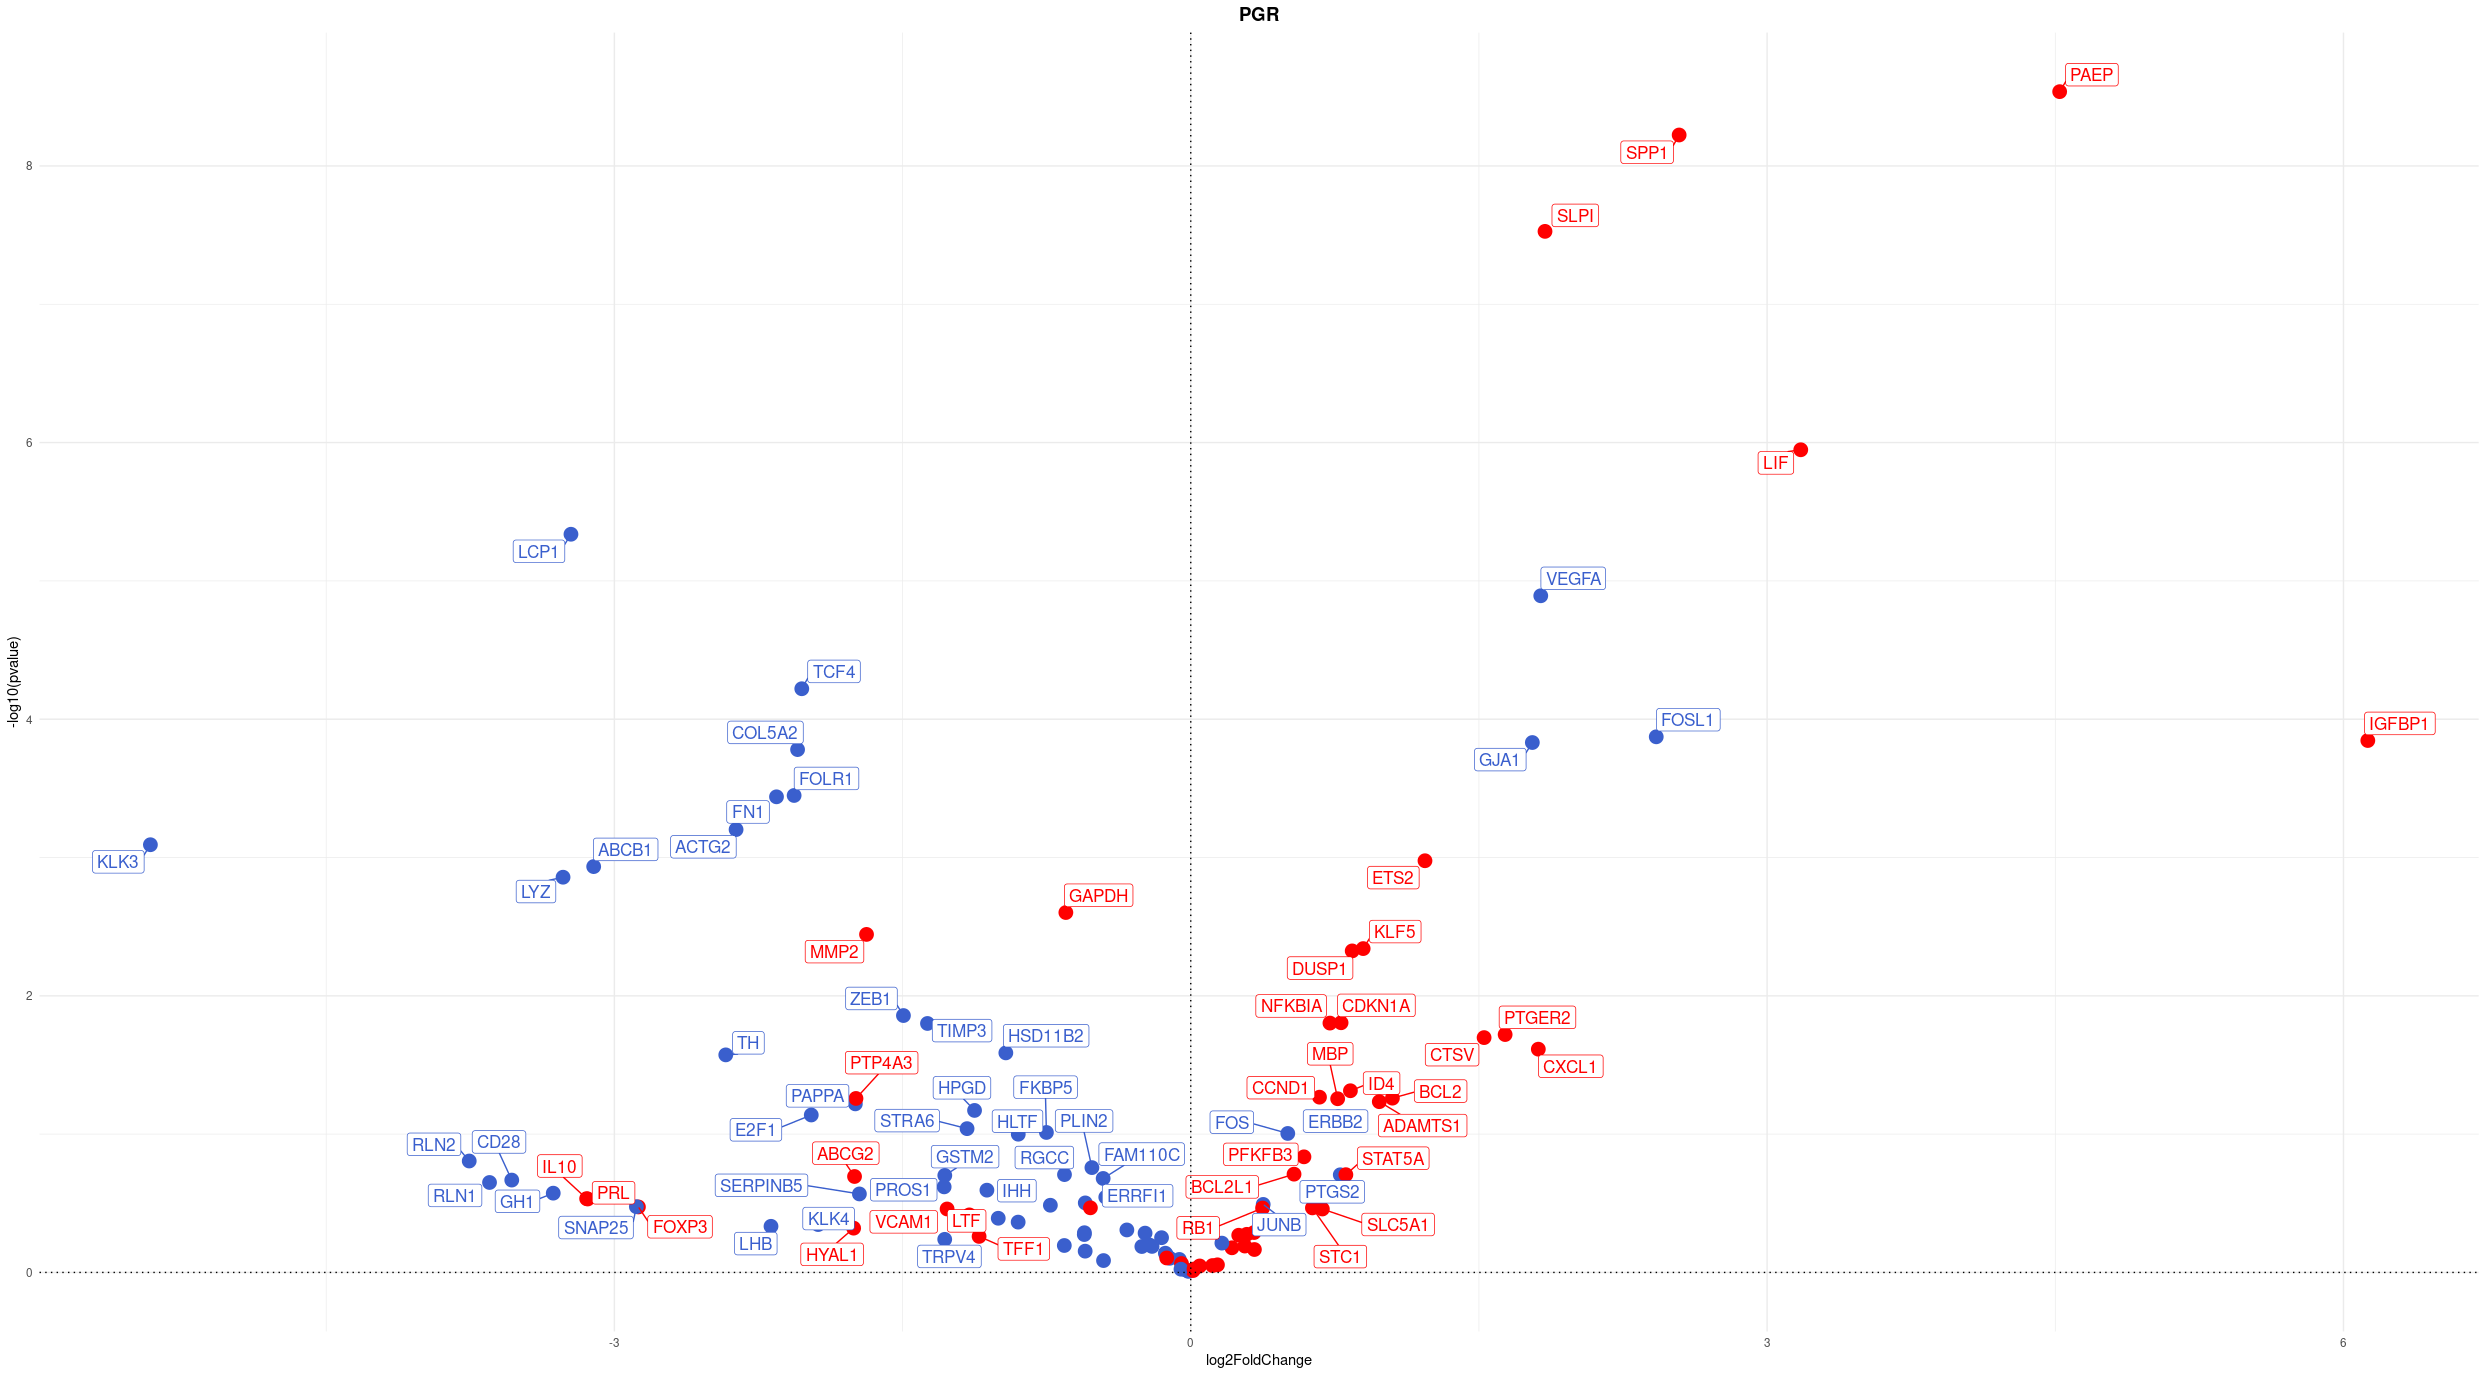 PGR
PAEP
SPP1
SLPI
LIF
LCP1
VEGFA
TCF4
COL5A2
FOSL1
IGFBP1
GJA1
FOLR1
FN1
ACTG2
ABCB1
KLK3
LYZ
ETS2
GAPDH
KLF5
MMP2
DUSP1
ZEB1
NFKBIA
CDKN1A
PTGER2
TIMP3
HSD11B2
TH
MBP
CTSV
PTP4A3
CXCL1
ID4
HPGD
FKBP5
CCND1
BCL2
PAPPA
STRA6
HLTF
PLIN2
FOS
ERBB2
ADAMTS1
E2F1
RLN2
CD28
ABCG2
GSTM2
RGCC
FAM110C
PFKFB3
STAT5A
IL10
SERPINB5
PROS1
IHH
BCL2L1
PRL
PTGS2
RLN1
GH1
ERRFI1
KLK4
VCAM1
LTF
SNAP25
FOXP3
RB1
JUNB
SLC5A1
LHB
HYAL1
TRPV4
TFF1
STC1
8
6
4
2
0
-log10(pvalue)
-3
0
3
6
log2FoldChange